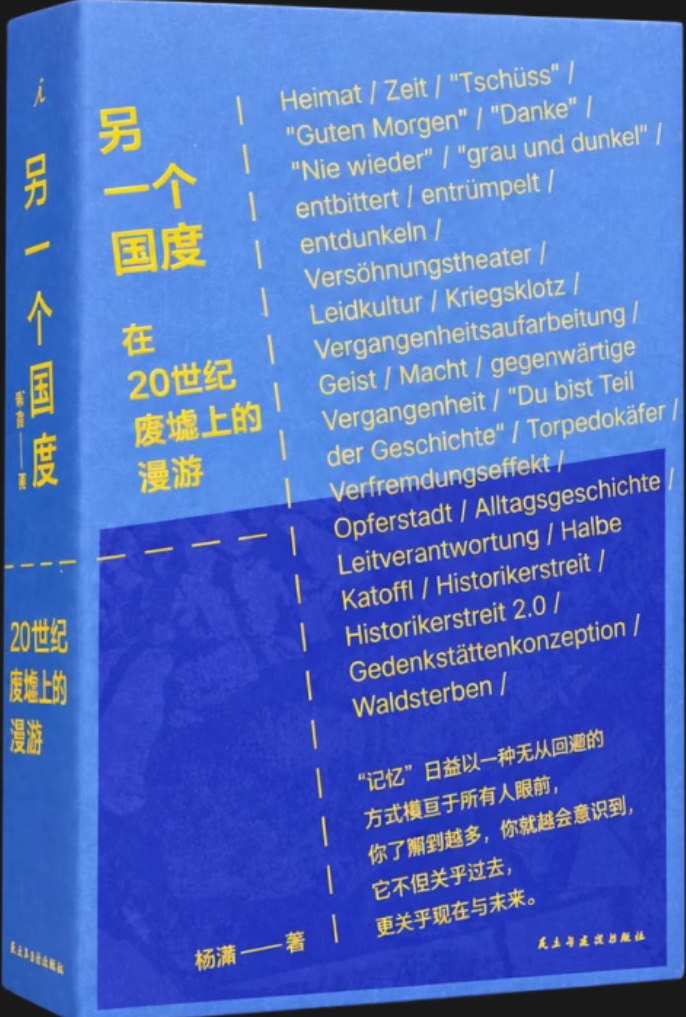 另
一个
国度
在
20世纪
废墟上的
漫游
Heimat / Zeit / "Tschüss" /
"Guten Morgen" / "Danke" /
"Nie wieder" / "grau und dunkel" /
entbittert / entrümpelt /
entdunkeln /
Versöhnungstheater /
Leidkultur / Kriegsklotz /
Vergangenheitsaufarbeitung /
Geist / Macht / gegenwärtige
Vergangenheit / "Du bist Teil
der Geschichte" / Torpedokäfer /
Verfremdungseffekt /
Opferstadt / Alltagsgeschichte /
Leitverantwortung / Halbe
Katoffl / Historikerstreit /
Historikerstreit 2.0 /
Gedenkstättenkonzeption /
Waldsterben /
“记忆”日益以一种无从回避的
方式横亘于所有人眼前，
你了解到越多，你就越会意识到，
它不但关乎过去，
更关乎现在与未来。
杨潇——著
民主与建设出版社
另一个国度
20世纪
废墟上的
漫游